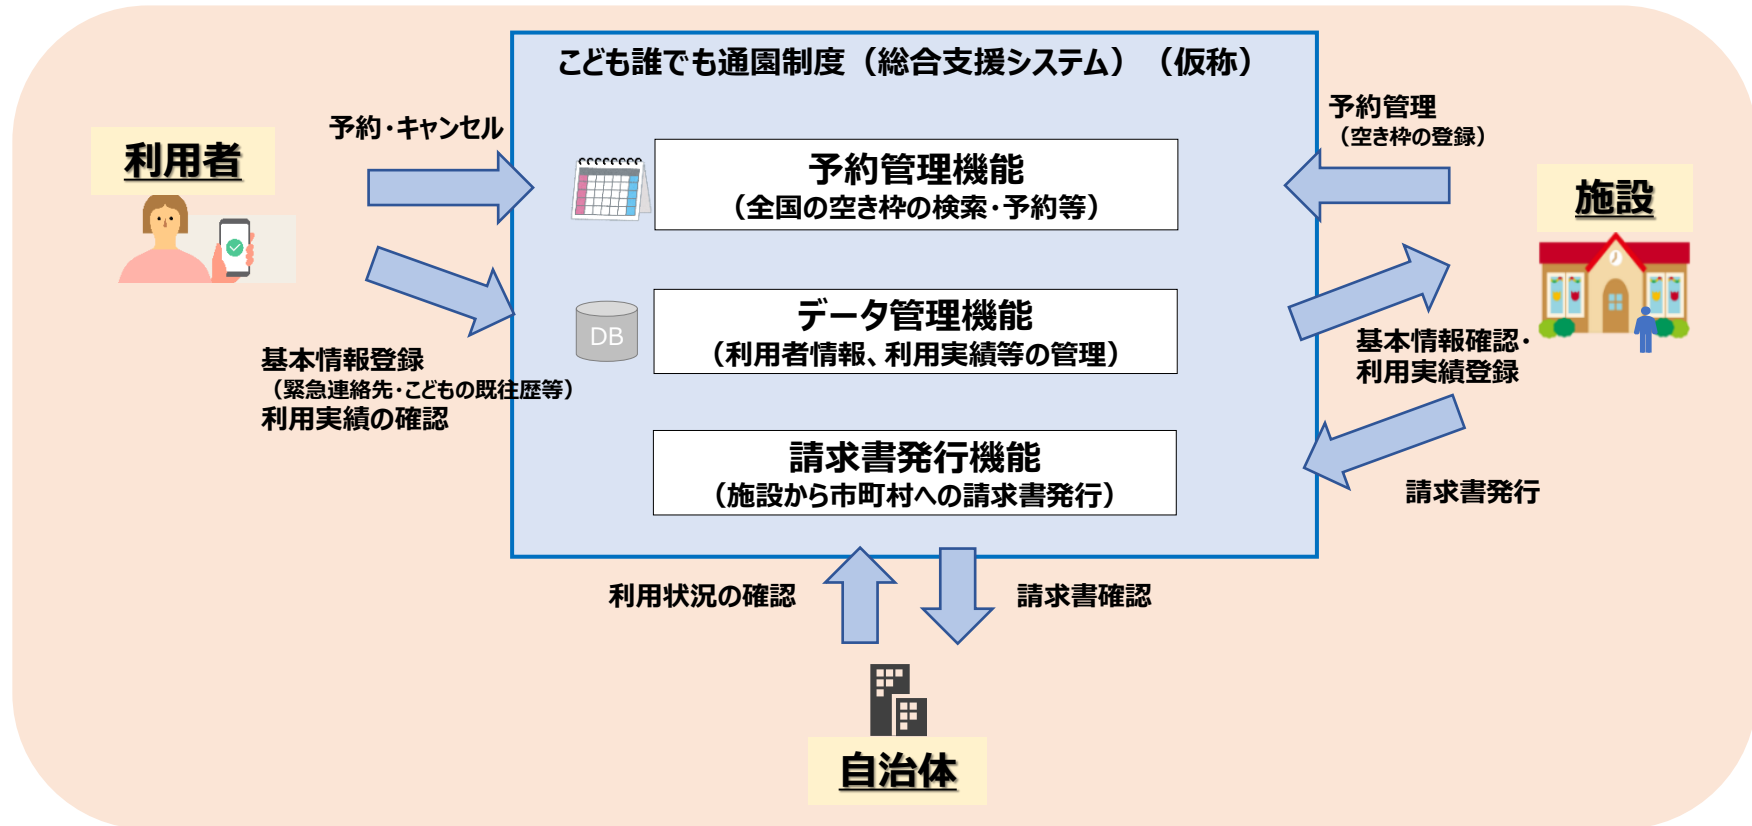 こども誰でも通園制度（総合支援システム）（仮称）
利用者
予約・キャンセル
予約管理機能
（全国の空き枠の検索・予約等）
予約管理
（空き枠の登録）
施設
基本情報登録
（緊急連絡先・こどもの既往歴等）
利用実績の確認
DB
データ管理機能
（利用者情報、利用実績等の管理）
基本情報確認・
利用実績登録
請求書発行機能
（施設から市町村への請求書発行）
請求書発行
利用状況の確認
請求書確認
自治体